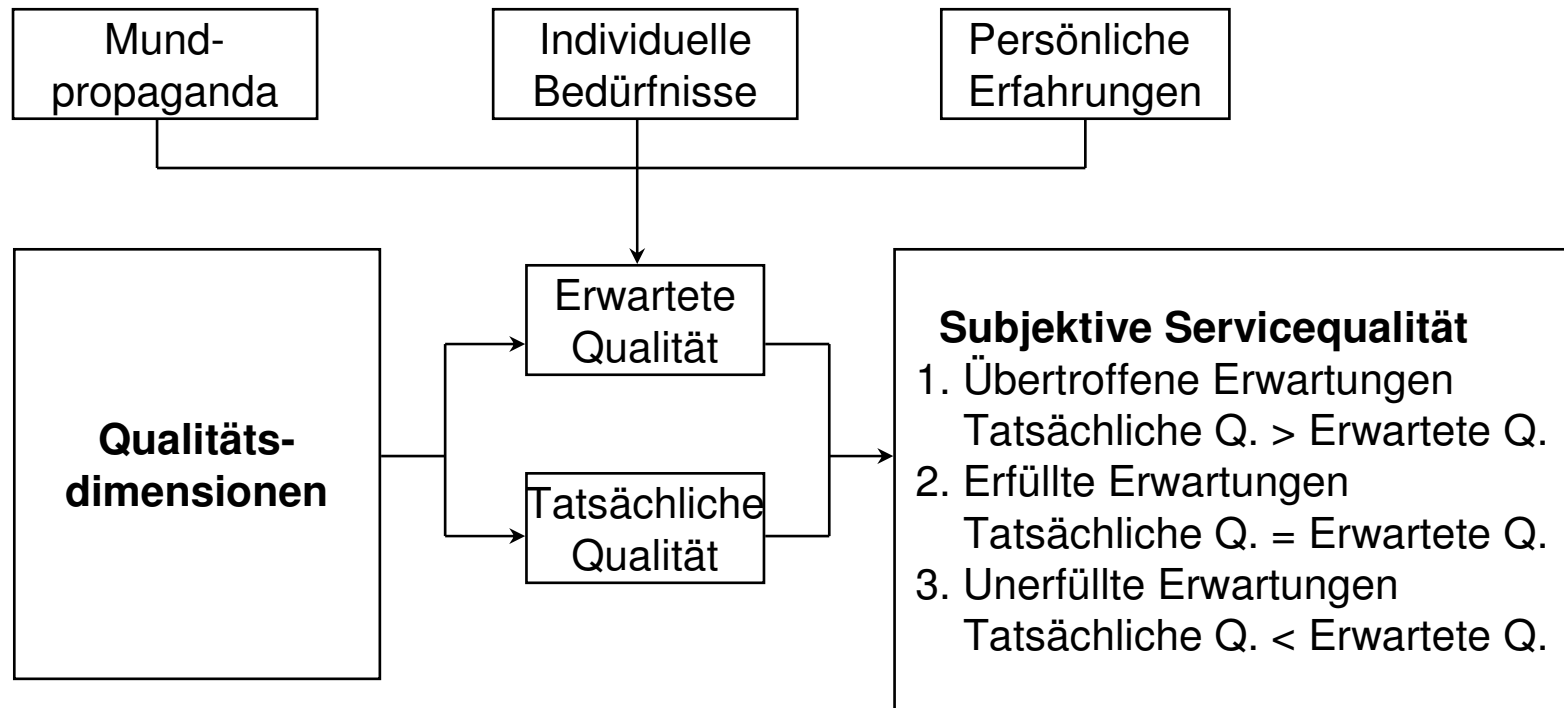 Mund-
propaganda
Individuelle
Bedürfnisse
Persönliche
Erfahrungen
Qualitäts-
dimensionen
Erwartete
Qualität
Tatsächliche
Qualität
Subjektive Servicequalität
1. Übertroffene Erwartungen
Tatsächliche Q. > Erwartete Q.
2. Erfüllte Erwartungen
Tatsächliche Q. = Erwartete Q.
3. Unerfüllte Erwartungen
Tatsächliche Q. < Erwartete Q.